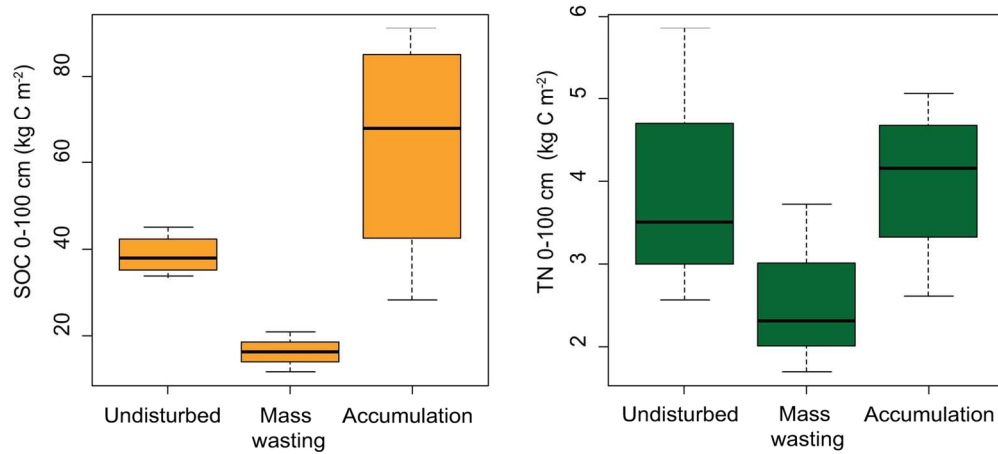 SOC 0-100 cm (kg C m-2)
80
60
40
20
Undisturbed
Mass
wasting
Accumulation
TN 0-100 cm (kg C m-2)
6
5
4
3
2
Undisturbed
Mass
wasting
Accumulation